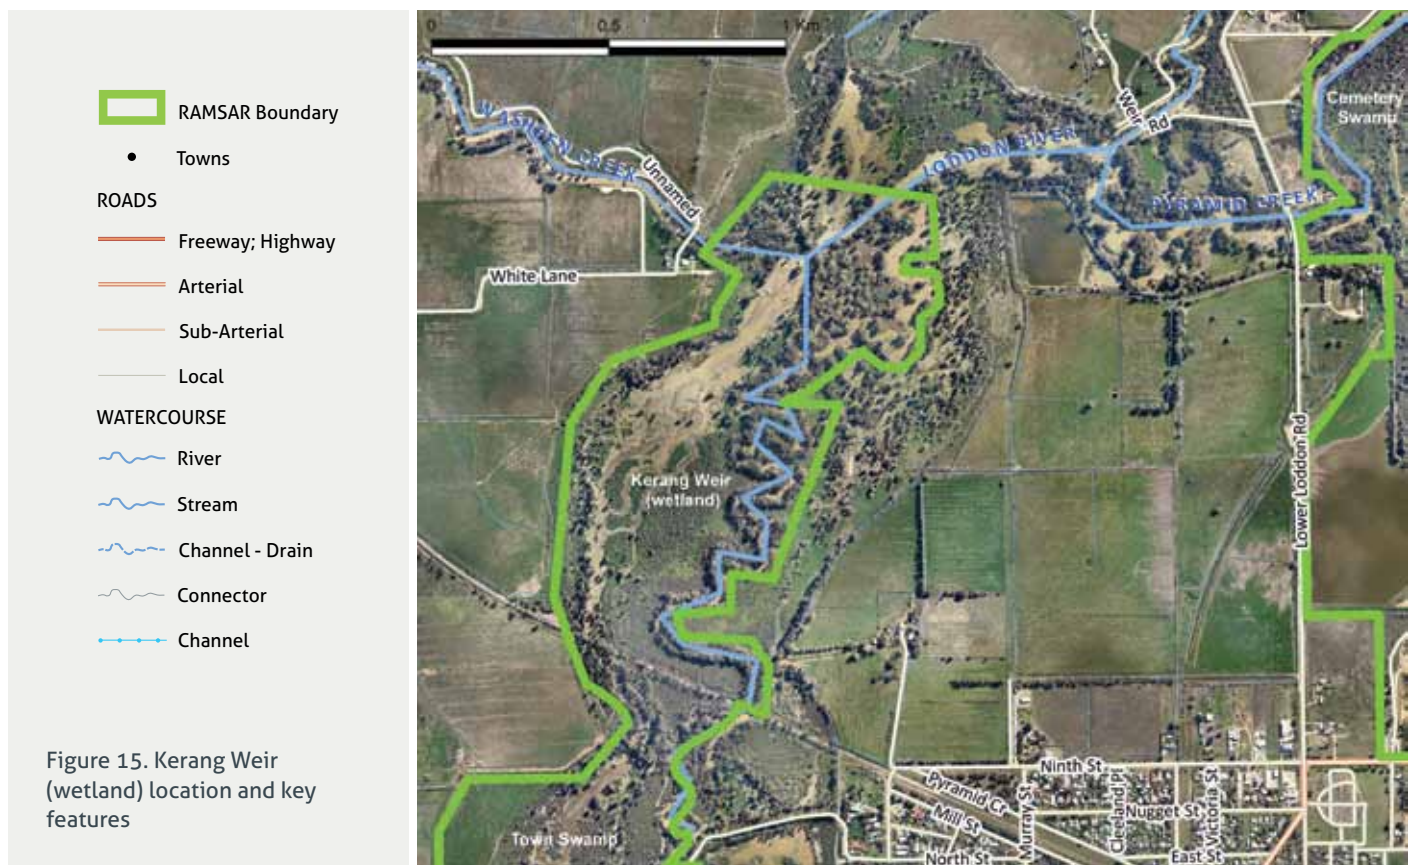 RAMSAR Boundary
Towns
ROADS
Freeway; Highway
Arterial
Sub-Arterial
Local
WATERCOURSE
River
Stream
Channel - Drain
Connector
Channel
Figure 15. Kerang Weir
(wetland) location and key
features
0
0.5
1 Km
WASHPEN CREEK
Unnamed
White Lane
LODDON RIVER
Weir Rd
Cemetery
Swamp
PYRAMID CREEK
Kerang Weir
(wetland)
Lower Loddon Rd
Town Swamp
Ninth St
Pyramid Cr
Mill St
North St
Murray St
Cleeland Pl
Nugget St
Victoria St
East St